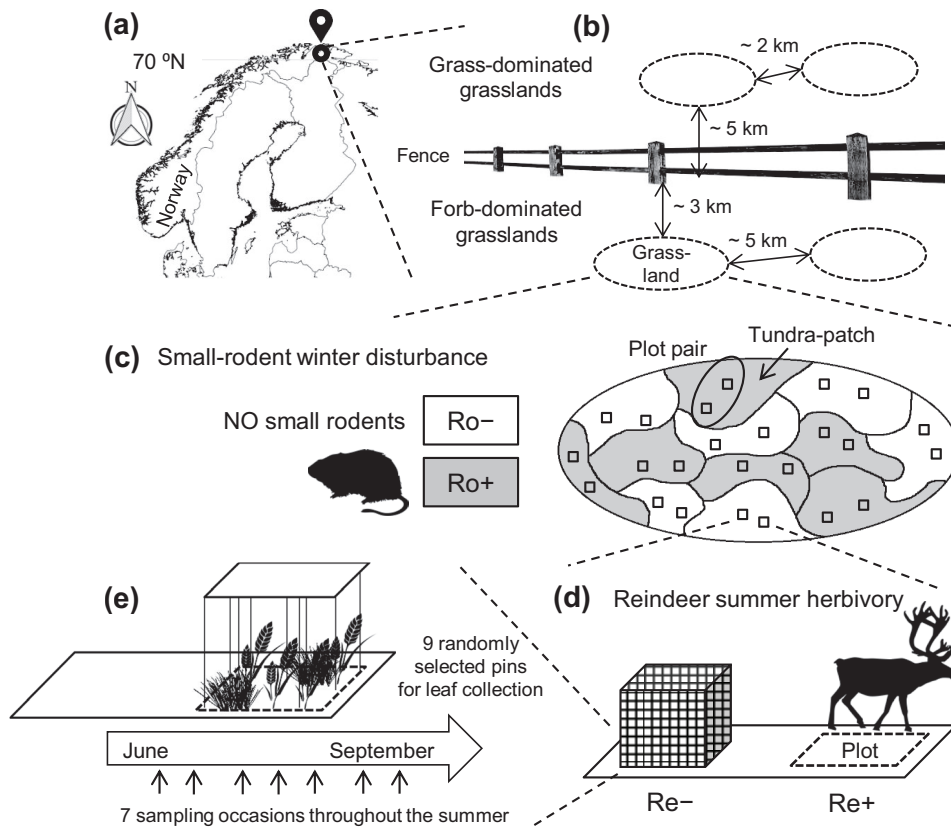 (a)
70 ºN
N
Norway
(b)
~ 2 km
Grass-dominated
grasslands
~ 5 km
Fence
Forb-dominated
grasslands
~ 3 km
~ 5 km
Grass-
land
(c) Small-rodent winter disturbance
NO small rodents
Ro−
Ro+
Plot pair
Tundra-patch
(d) Reindeer summer herbivory
Plot
Re−
Re+
(e)
9 randomly
selected pins
for leaf collection
June
September
7 sampling occasions throughout the summer